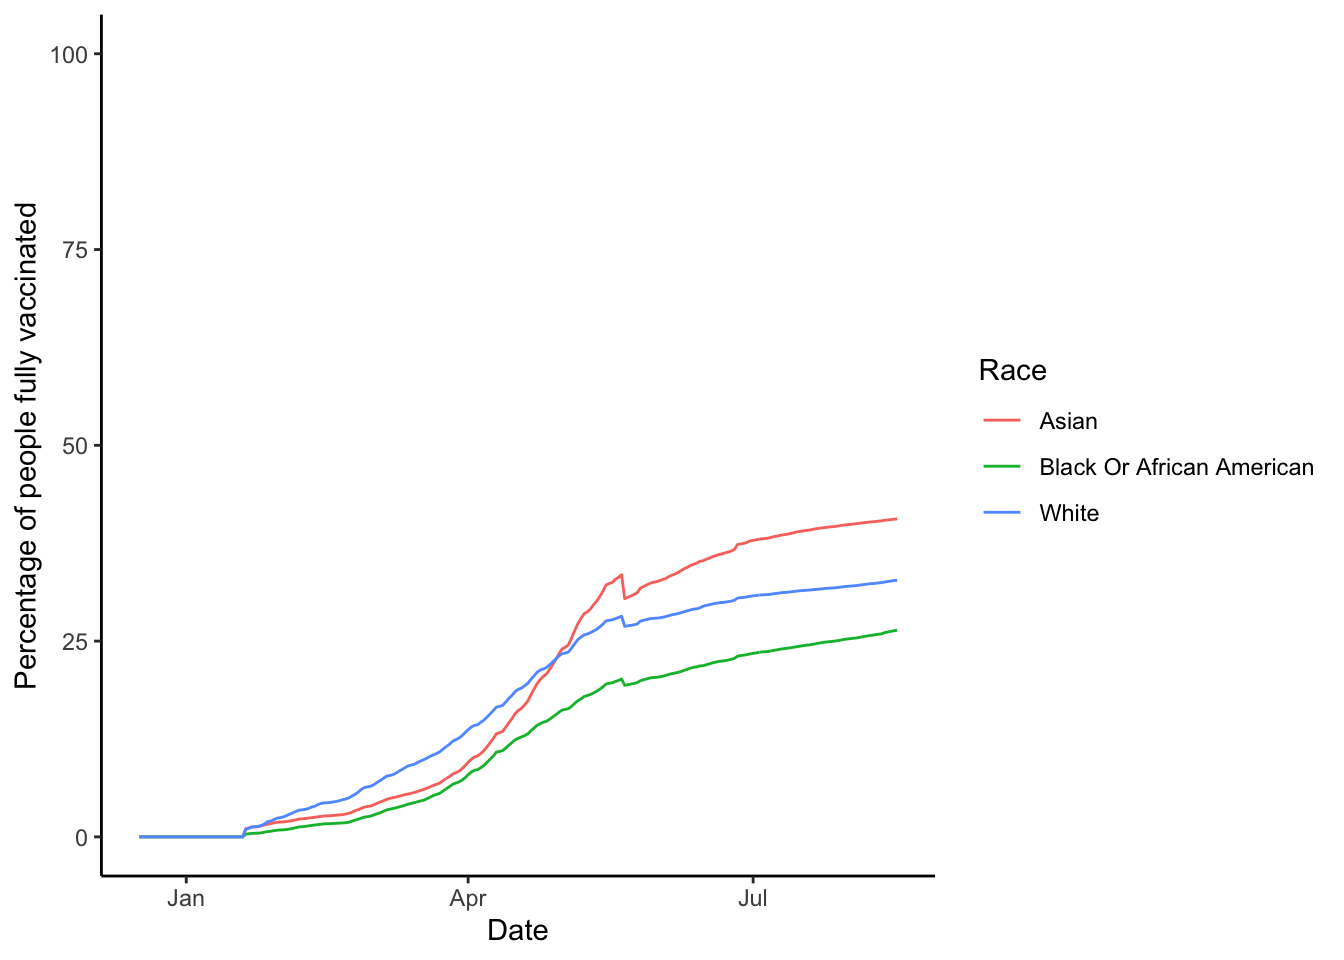 100
75
50
25
0
Percentage of people fully vaccinated
Jan
Apr
Jul
Date
Race
Asian
Black Or African American
White